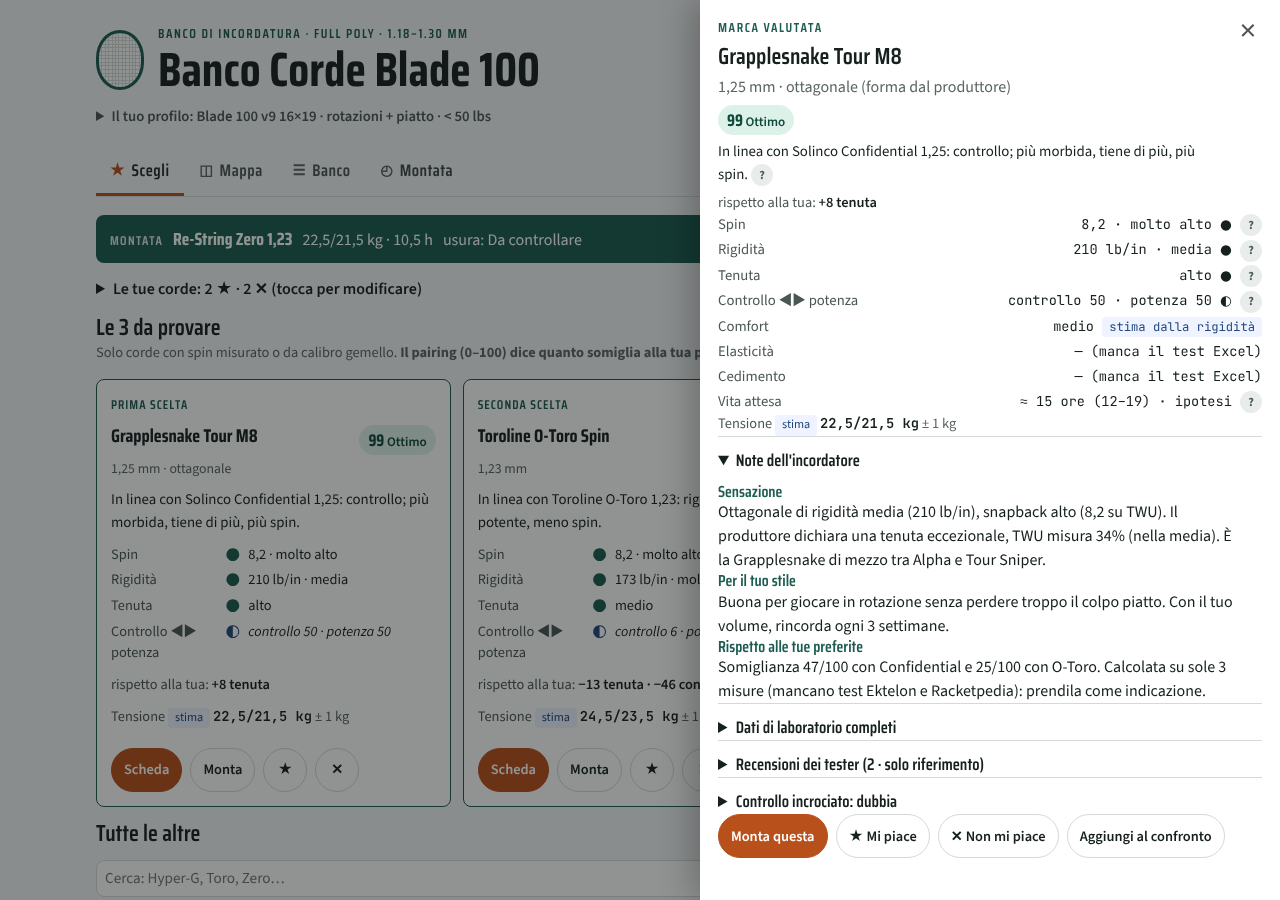 BANCO DI INCORDATURA · FULL POLY · 1.18–1.30 MM
Banco Corde Blade 100
▶ Il tuo profilo: Blade 100 v9 16×19 · rotazioni + piatto · < 50 lbs
★ Scegli
Mappa
☰ Banco
Montata
MONTATA Re-String Zero 1,23 22,5/21,5 kg · 10,5 h usura: Da controllare
▶ Le tue corde: 2 ★ · 2 ✕ (tocca per modificare)
Le 3 da provare
Solo corde con spin misurato o da calibro gemello. Il pairing (0–100) dice quanto somiglia alla tua
PRIMA SCELTA
Grapplesnake Tour M8
99 Ottimo
1,25 mm · ottagonale
In linea con Solinco Confidential 1,25: controllo; più
morbida, tiene di più, più spin.
Spin ● 8,2 · molto alto
Rigidità ● 210 lb/in · media
Tenuta ● alto
Controllo ◀▶ potenza ◐ controllo 50 · potenza 50
rispetto alla tua: +8 tenuta
Tensione stima 22,5/21,5 kg ± 1 kg
Scheda
Monta
★
✕
SECONDA SCELTA
Toroline O-Toro Spin
1,23 mm
In linea con Toroline O-Toro 1,23:
potente, meno spin.
Spin ● 8,2 · molto
Rigidità ● 173 lb/in ·
Tenuta ● medio
Controllo ◀▶ potenza ◐ controllo 6 ·
rispetto alla tua: −13 tenuta · −46
Tensione stima 24,5/23,5 kg ± 1
Scheda
Monta
★
Tutte le altre
Cerca: Hyper-G, Toro, Zero…
MARCA VALUTATA
✕
Grapplesnake Tour M8
1,25 mm · ottagonale (forma dal produttore)
99 Ottimo
In linea con Solinco Confidential 1,25: controllo; più morbida, tiene di più, più
spin. ?
rispetto alla tua: +8 tenuta
Spin 8,2 · molto alto ● ?
Rigidità 210 lb/in · media ● ?
Tenuta alto ● ?
Controllo ◀▶ potenza controllo 50 · potenza 50 ◐ ?
Comfort medio stima dalla rigidità
Elasticità — (manca il test Excel)
Cedimento — (manca il test Excel)
Vita attesa ≈ 15 ore (12–19) · ipotesi ?
Tensione stima 22,5/21,5 kg ± 1 kg
▼ Note dell'incordatore
Sensazione
Ottagonale di rigidità media (210 lb/in), snapback alto (8,2 su TWU). Il
produttore dichiara una tenuta eccezionale, TWU misura 34% (nella media). È
la Grapplesnake di mezzo tra Alpha e Tour Sniper.
Per il tuo stile
Buona per giocare in rotazione senza perdere troppo il colpo piatto. Con il tuo
volume, rincorda ogni 3 settimane.
Rispetto alle tue preferite
Somiglianza 47/100 con Confidential e 25/100 con O-Toro. Calcolata su sole 3
misure (mancano test Ektelon e Racketpedia): prendila come indicazione.
▶ Dati di laboratorio completi
▶ Recensioni dei tester (2 · solo riferimento)
▶ Controllo incrociato: dubbia
Monta questa
★ Mi piace
✕ Non mi piace
Aggiungi al confronto